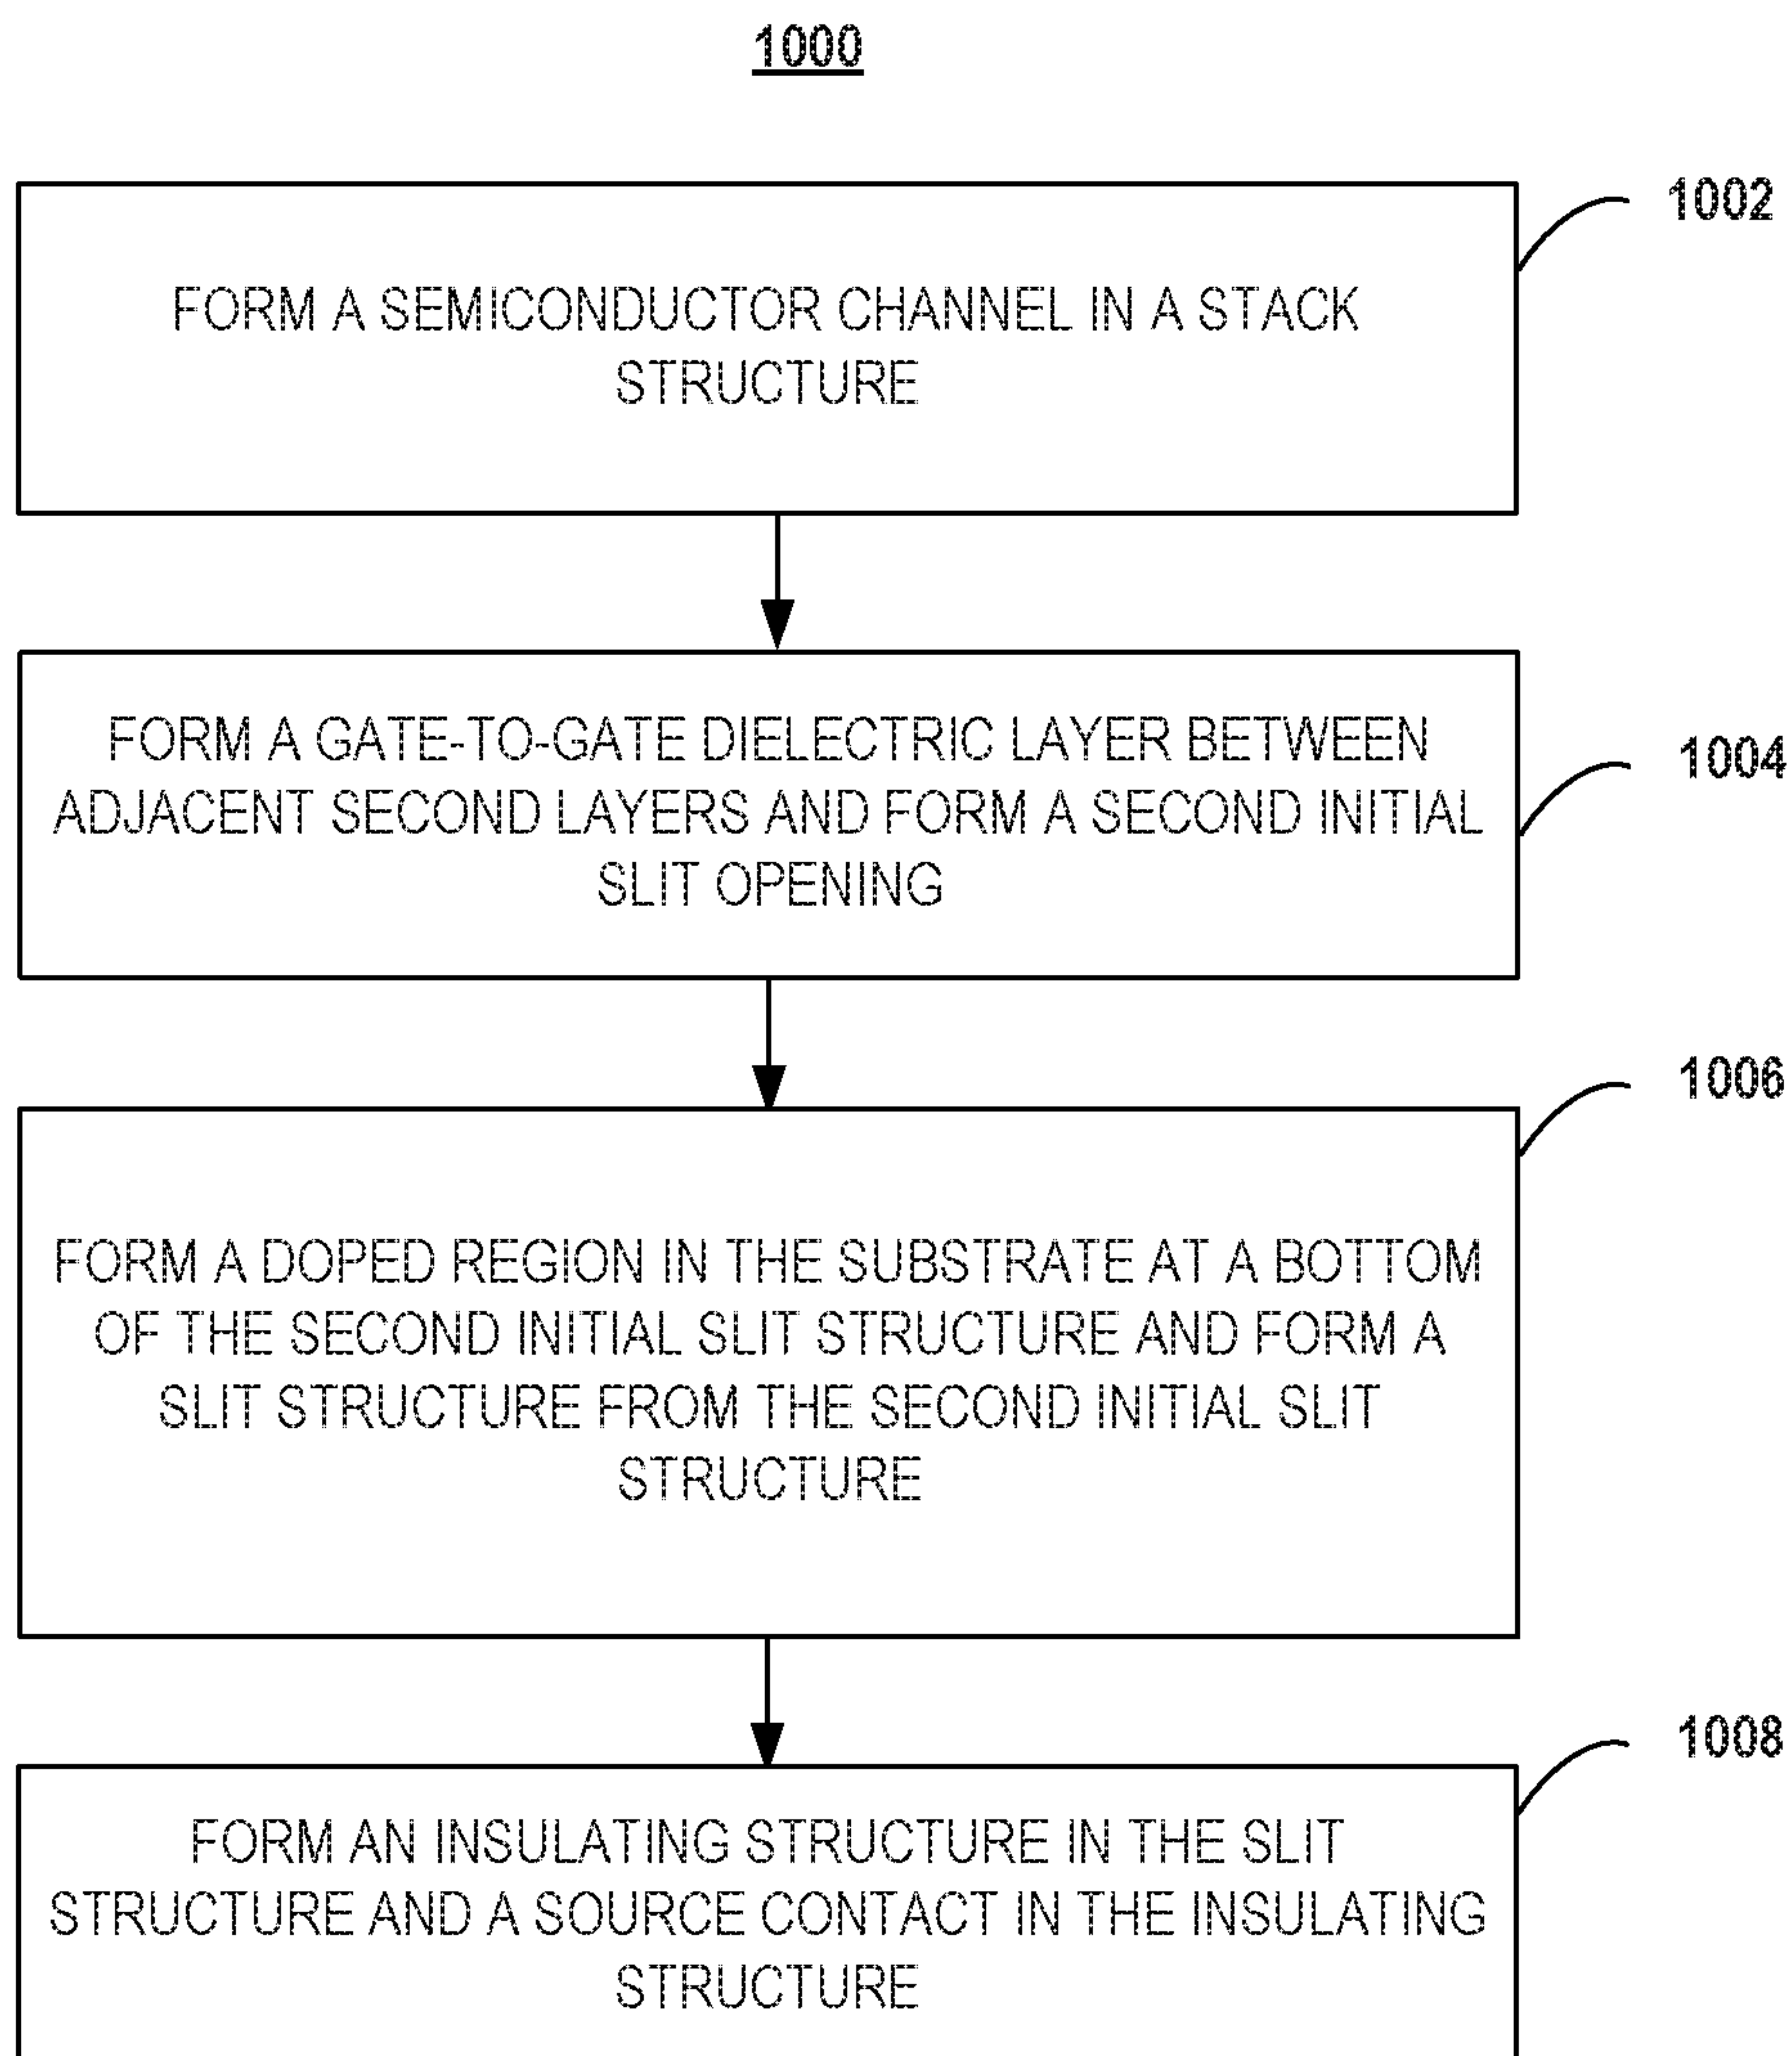 1000
1002
FORM A SEMICONDUCTOR CHANNEL IN A STACK
STRUCTURE
1004
FORM A GATE-TO-GATE DIELECTRIC LAYER BETWEEN
ADJACENT SECOND LAYERS AND FORM A SECOND INITIAL
SLIT OPENING
1006
FORM A DOPED REGION IN THE SUBSTRATE AT A BOTTOM
OF THE SECOND INITIAL SLIT STRUCTURE AND FORM A
SLIT STRUCTURE FROM THE SECOND INITIAL SLIT
STRUCTURE
1008
FORM AN INSULATING STRUCTURE IN THE SLIT
STRUCTURE AND A SOURCE CONTACT IN THE INSULATING
STRUCTURE